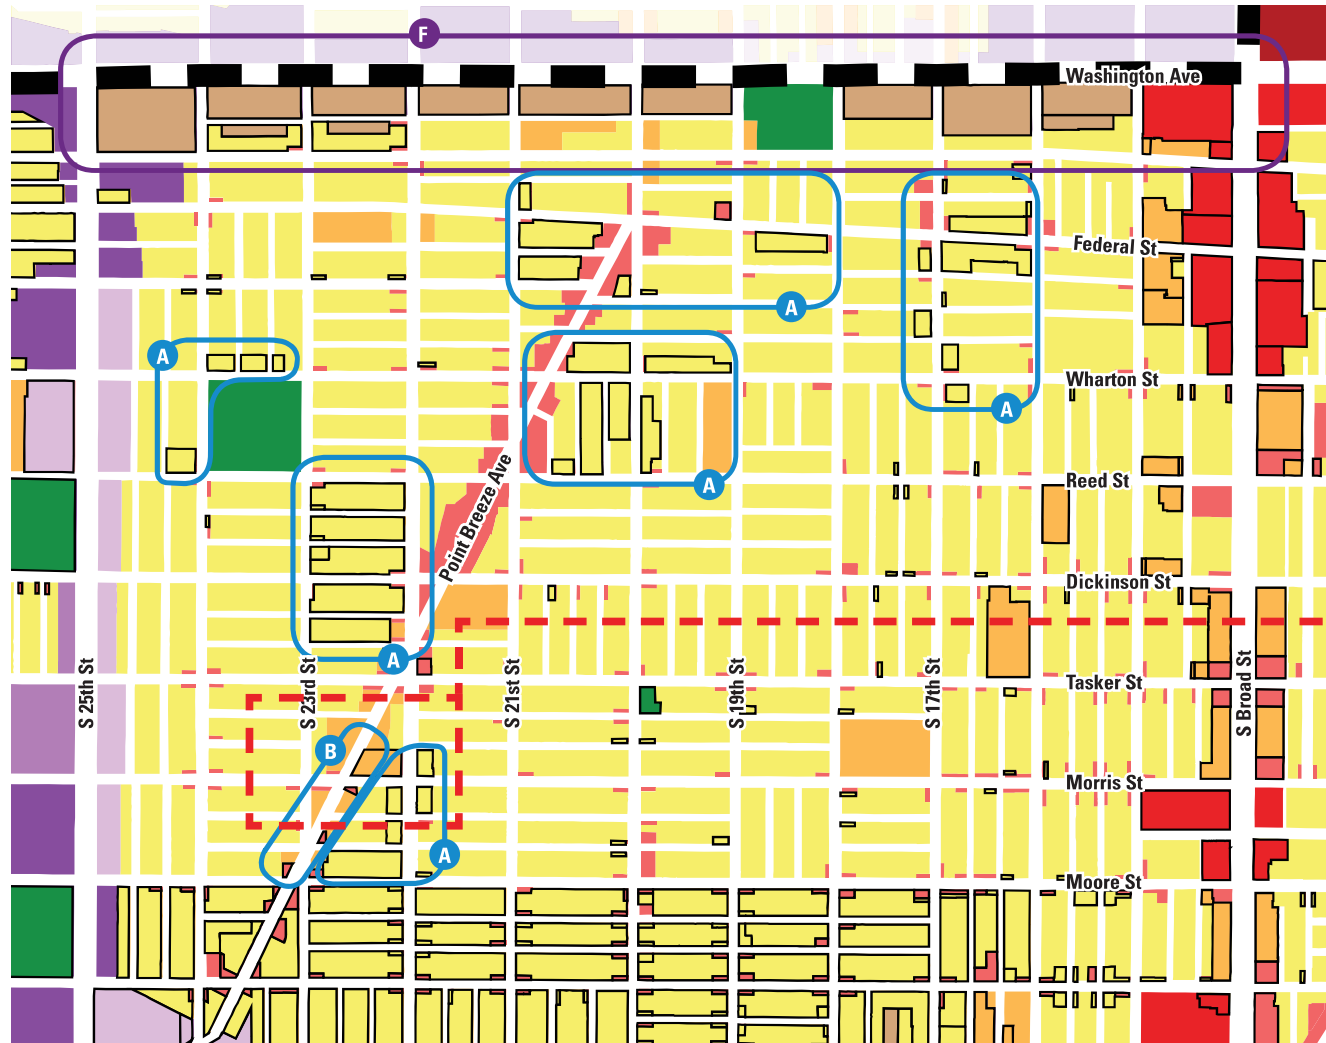 F
Washington Ave
Federal St
A
A
Wharton St
A
Reed St
A
Point Breeze Ave
Dickinson St
A
S 25th St
S 23rd St
S 21st St
S 19th St
S 17th St
Tasker St
S Broad St
B
Morris St
A
Moore St